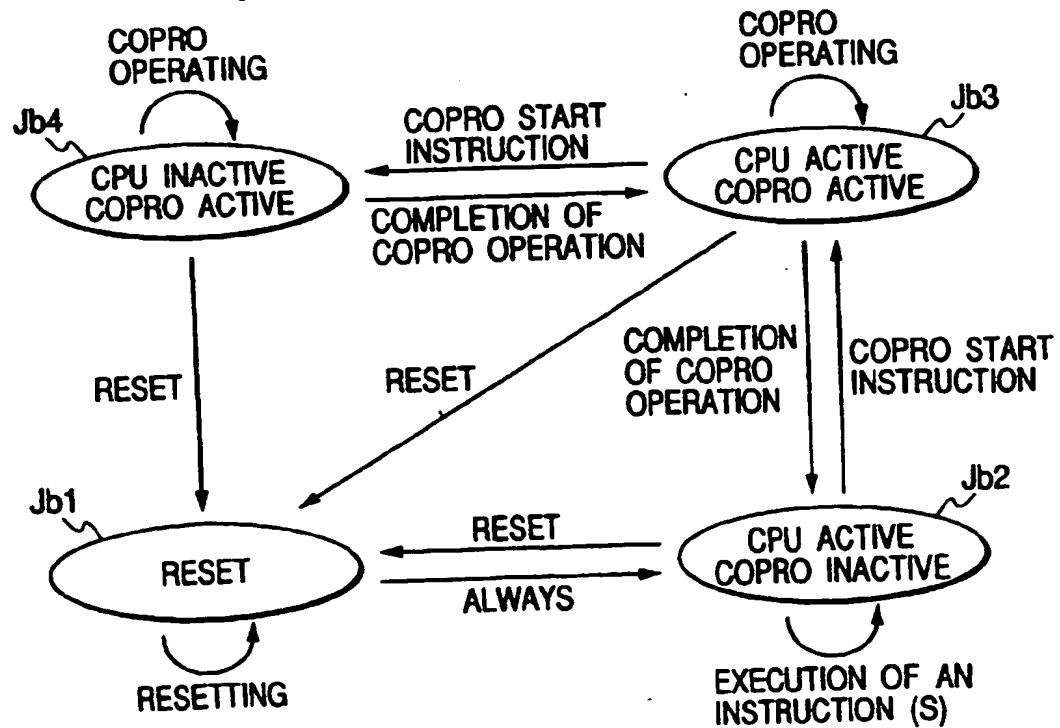 COPRO
OPERATING
COPRO
OPERATING
Jb4
Jb3
COPRO START
INSTRUCTION
CPU INACTIVE
COPRO ACTIVE
CPU ACTIVE
COPRO ACTIVE
COMPLETION OF
COPRO OPERATION
RESET
RESET
COMPLETION
OF COPRO
OPERATION
COPRO START
INSTRUCTION
Jb1
Jb2
RESET
RESET
CPU ACTIVE
COPRO INACTIVE
ALWAYS
RESETTING
EXECUTION OF AN
INSTRUCTION (S)